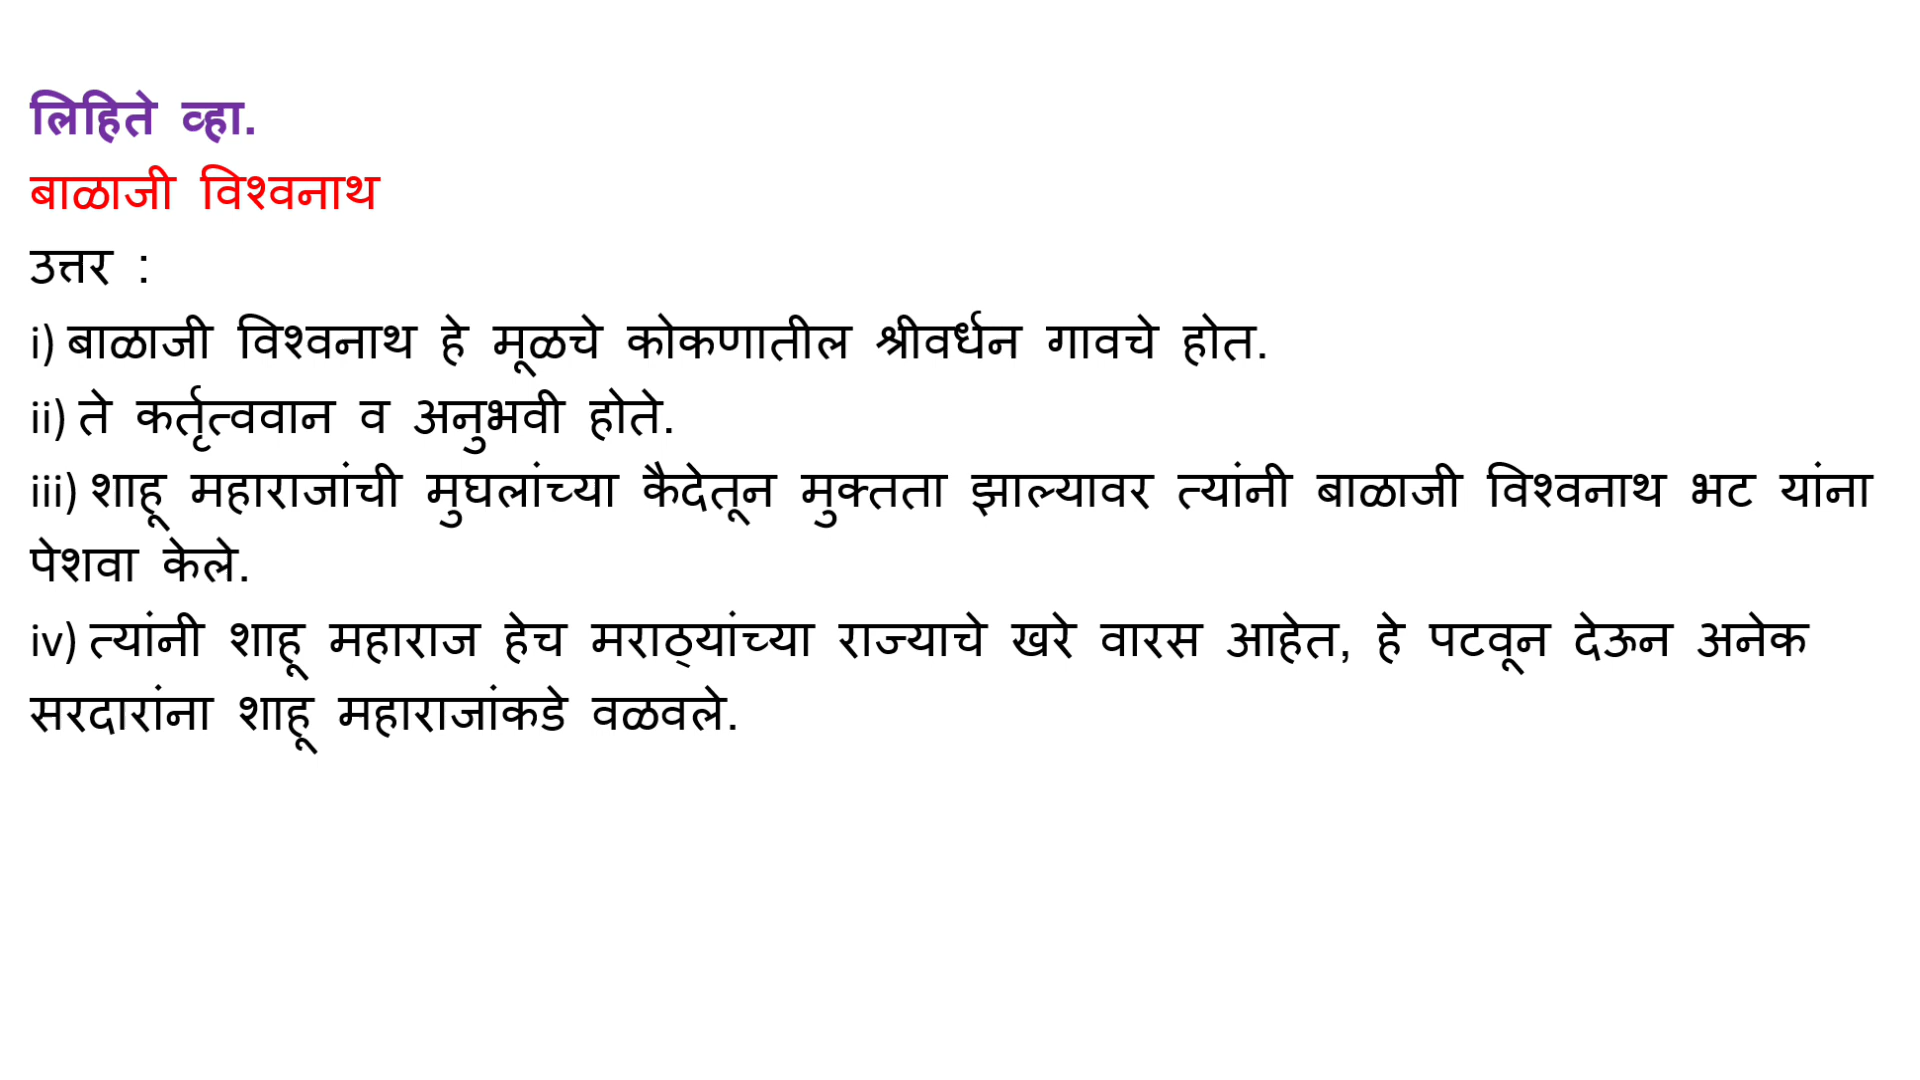 लिहिते व्हा.
बाळाजी विश्वनाथ
उत्तर :
i) बाळाजी विश्वनाथ हे मूळचे कोकणातील श्रीवर्धन गावचे होत.
ii) ते कर्तृत्ववान व अनुभवी होते.
iii) शाहू महाराजांची मुघलांच्या कैदेतून मुक्तता झाल्यावर त्यांनी बाळाजी विश्वनाथ भट यांना
पेशवा केले.
iv) त्यांनी शाहू महाराज हेच मराठ्यांच्या राज्याचे खरे वारस आहेत, हे पटवून देऊन अनेक
सरदारांना शाहू महाराजांकडे वळवले.